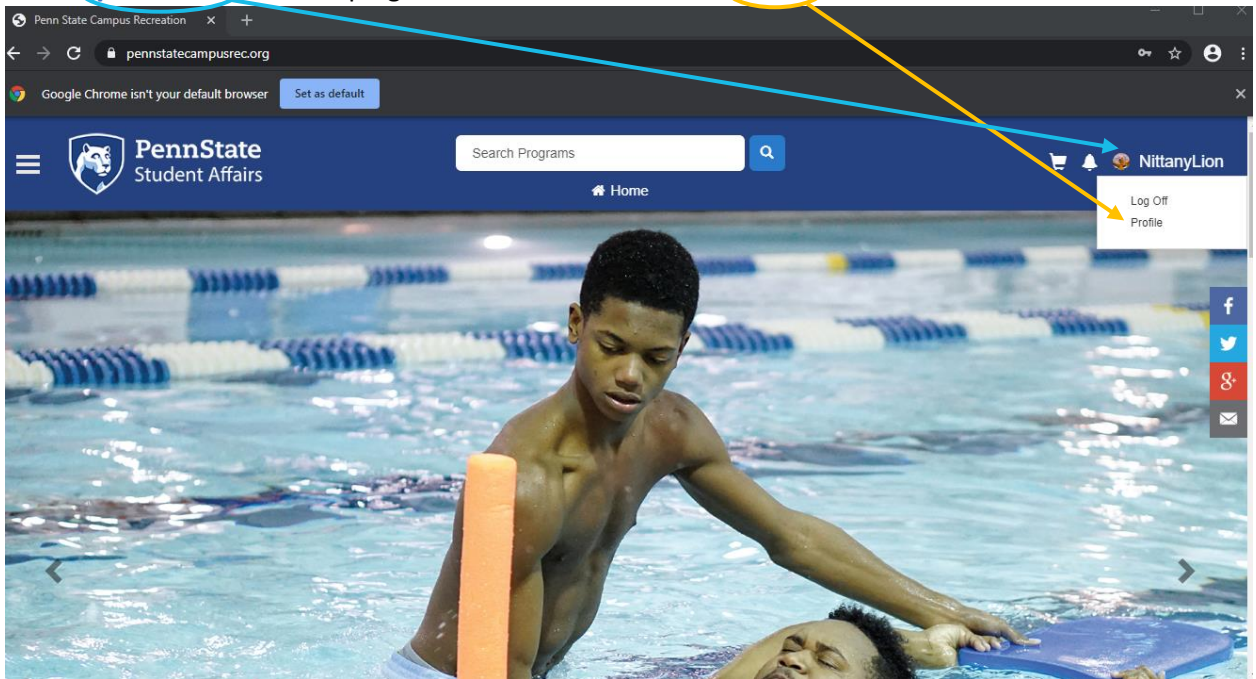 Penn State Campus Recreation
pennstatecampusrec.org
Google Chrome isn't your default browser Set as default
PennState
Student Affairs
Search Programs
Home
NittanyLion
Log Off
Profile
f
g+